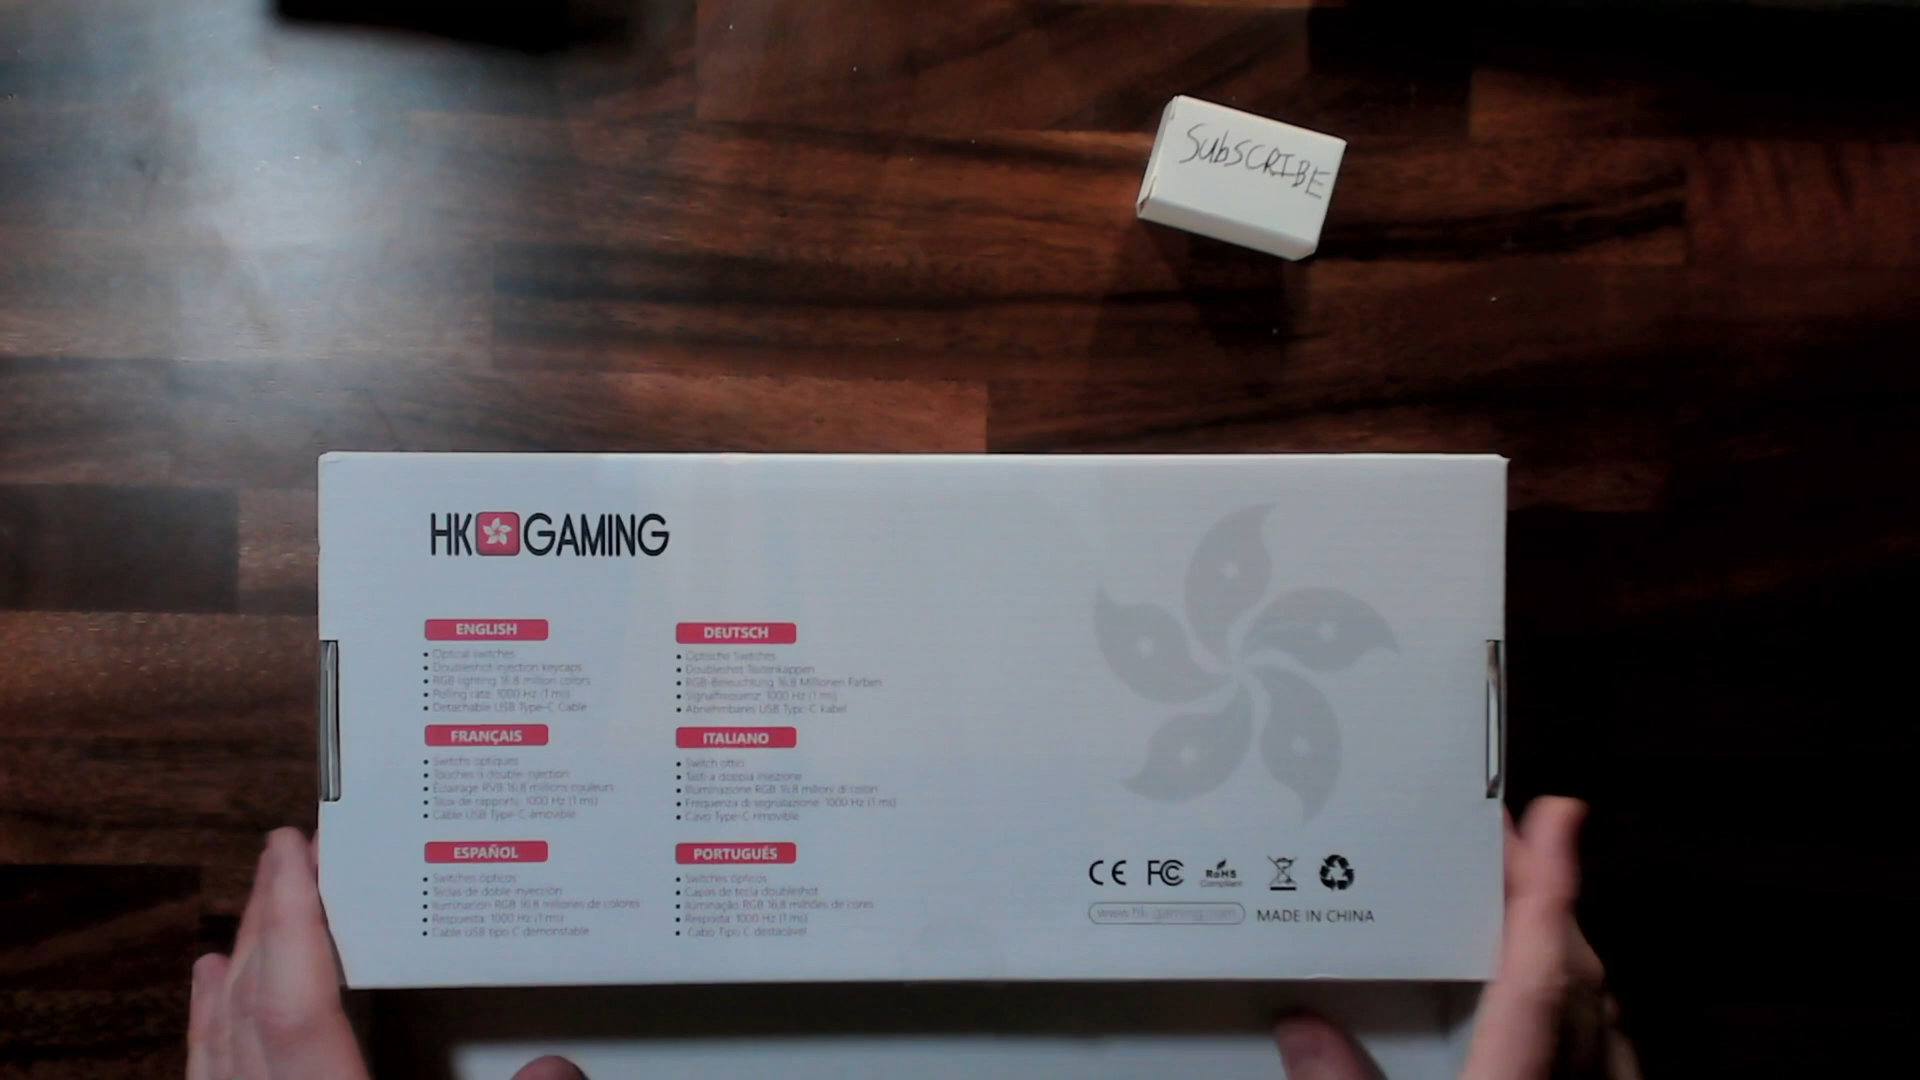 SUBSCRIBE
HK GAMING
ENGLISH
• Optical switches
• Doubleshot injection keycaps
• RGB lighting 16.8 million colors
• Polling rate: 1000 Hz (1 ms)
• Detachable USB Type-C Cable
DEUTSCH
• Optische Switches
• Doubleshot Tastenkappen
• RGB-Beleuchtung 16,8 Millionen Farben
• Signalfrequenz: 1000 Hz (1 ms)
• Abnehmbares USB Type-C kabel
FRANÇAIS
• Switchs optiques
• Touches à double injection
• Éclairage RVB 16,8 millions couleurs
• Taux de rapports: 1000 Hz (1 ms)
• Cable USB Type-C amovible
ITALIANO
• Switch ottici
• Tasti a doppia iniezione
• Illuminazione RGB 16,8 milioni di colori
• Frequenza di segnalazione: 1000 Hz (1 ms)
• Cavo Type-C rimovible
ESPAÑOL
• Switches ópticos
• Teclas de doble inyección
• Iluminación RGB 16,8 millones de colores
• Respuesta: 1000 Hz (1 ms)
• Cable USB tipo C demonstable
PORTUGUÊS
• Switches ópticos
• Capas de tecla doubleshot
• Iluminação RGB 16,8 milhões de cores
• Resposta: 1000 Hz (1 ms)
• Cabo Tipo C destacável
CE FC RoHS
Compliant
www.hk-gaming.com MADE IN CHINA